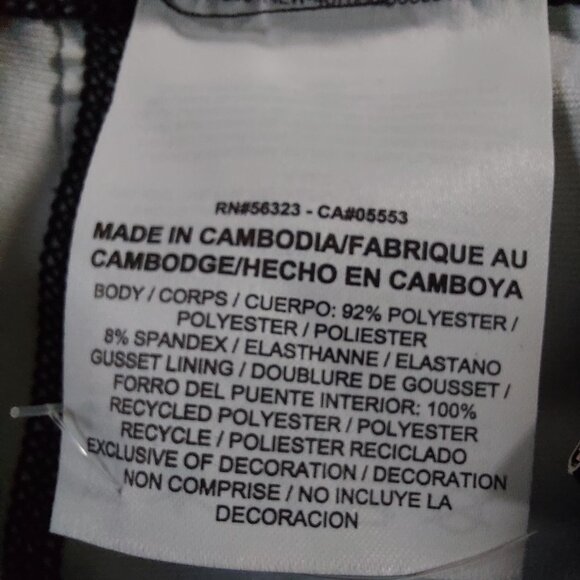 RN#56323 - CA#05553
MADE IN CAMBODIA/FABRIQUE AU
CAMBODGE/HECHO EN CAMBOYA
BODY / CORPS / CUERPO: 92% POLYESTER /
POLYESTER / POLIESTER
8% SPANDEX / ELASTHANNE / ELASTANO
GUSSET LINING / DOUBLURE DE GOUSSET /
FORRO DEL PUENTE INTERIOR: 100%
RECYCLED POLYESTER / POLYESTER
RECYCLE / POLIESTER RECICLADO
EXCLUSIVE OF DECORATION / DECORATION
NON COMPRISE / NO INCLUYE LA
DECORACION